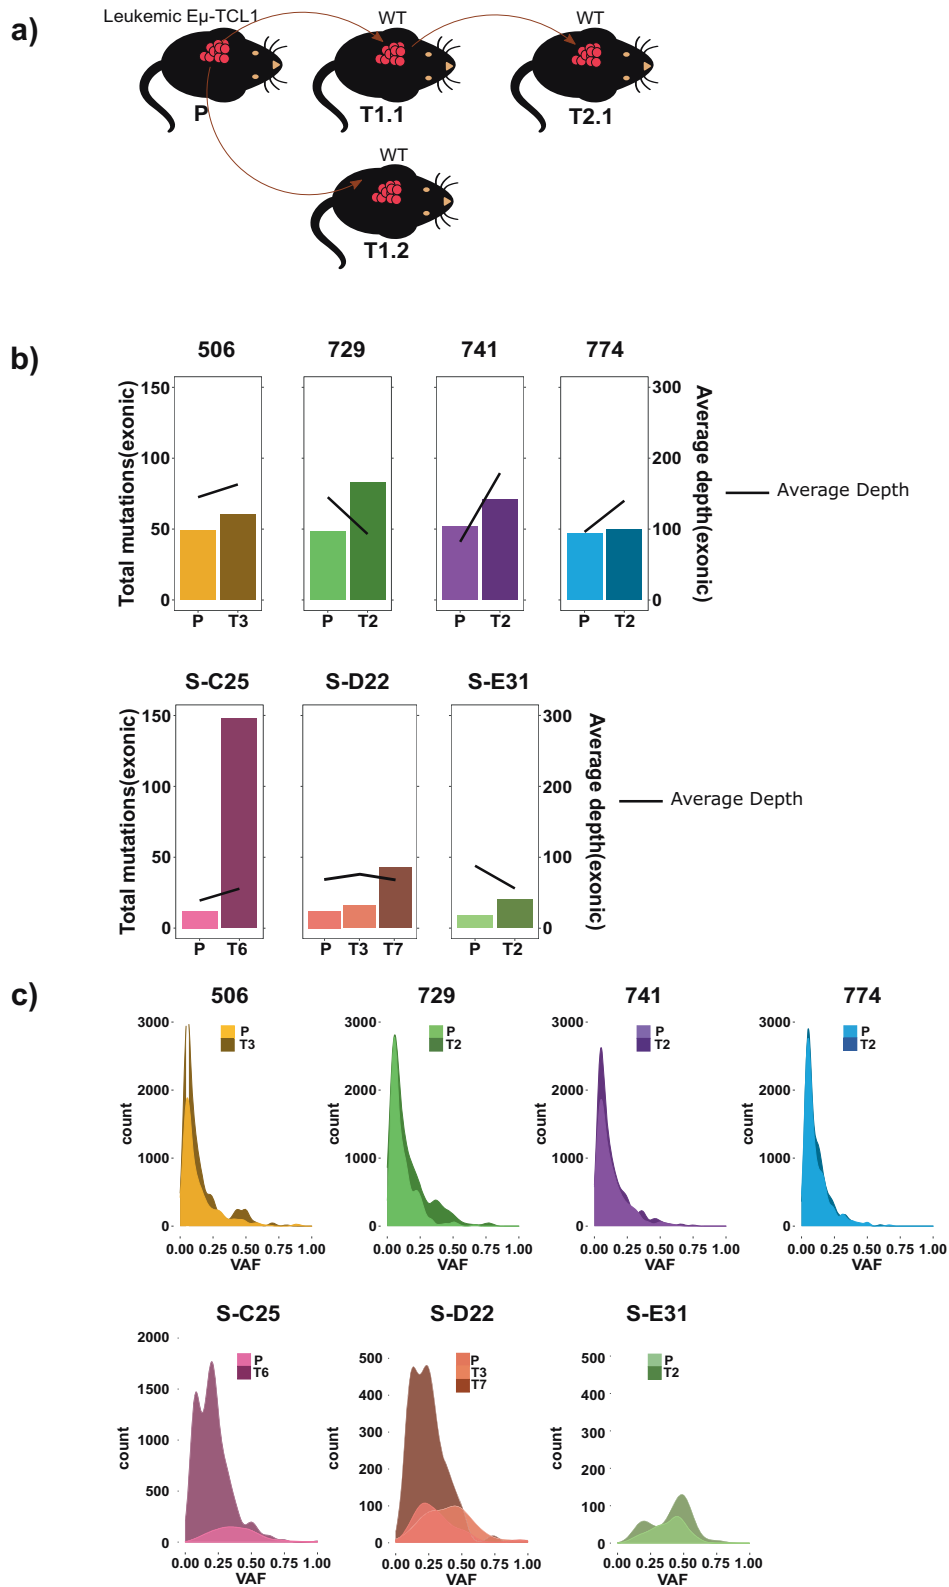 a)
Leukemic Eµ-TCL1
WT
WT
P
T1.1
T2.1
WT
T1.2
b)
506
729
741
774
Total mutations(exonic)
150
100
50
0
P T3
P T2
P T2
P T2
300
200
100
0
Average depth(exonic)
Average Depth
S-C25
S-D22
S-E31
Total mutations(exonic)
150
100
50
0
P T6
P T3 T7
P T2
300
200
100
0
Average depth(exonic)
Average Depth
c)
506
count
3000
2000
1000
0
P
T3
0.00 0.25 0.50 0.75 1.00
VAF
729
count
3000
2000
1000
0
P
T2
0.00 0.25 0.50 0.75 1.00
VAF
741
count
3000
2000
1000
0
P
T2
0.00 0.25 0.50 0.75 1.00
VAF
774
count
3000
2000
1000
0
P
T2
0.00 0.25 0.50 0.75 1.00
VAF
S-C25
count
2000
1500
1000
500
0
P
T6
0.00 0.25 0.50 0.75 1.00
VAF
S-D22
count
500
400
300
200
100
0
P
T3
T7
0.00 0.25 0.50 0.75 1.00
VAF
S-E31
count
500
400
300
200
100
0
P
T2
0.00 0.25 0.50 0.75 1.00
VAF